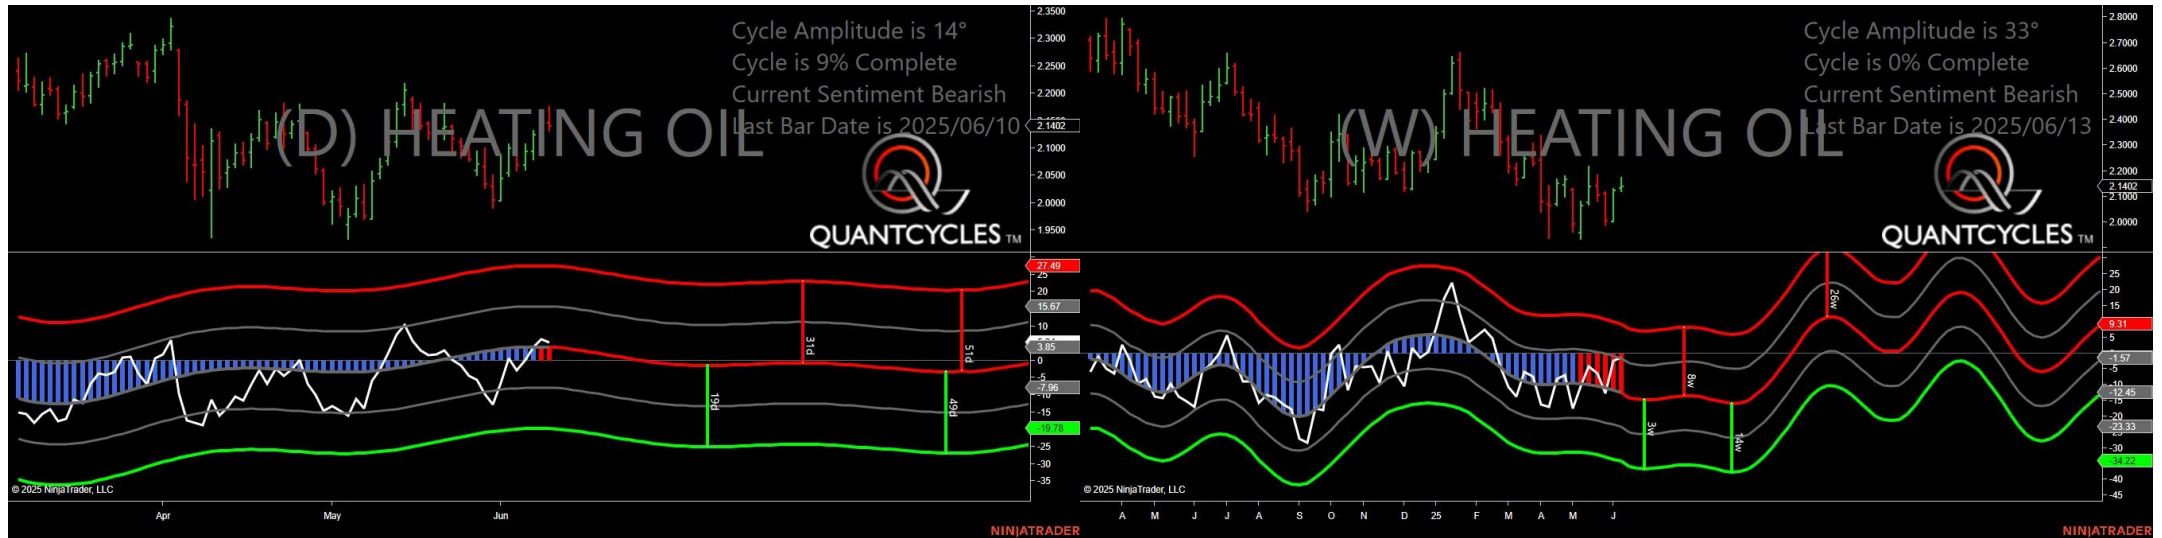 Cycle Amplitude is 14°
Cycle is 9% Complete
Current Sentiment Bearish
Last Bar Date is 2025/06/10
(D) HEATING OIL
QUANTCYCLES TM
2.3500
2.3000
2.2500
2.2000
2.1402
2.1000
2.0500
2.0000
1.9500
27.49
25
20
15.67
10
3.85
0
-5
-7.96
-10
-15
-19.78
-25
-30
-35
31d
51d
19d
49d
© 2025 NinjaTrader, LLC
Apr
May
Jun
NINJATRADER
Cycle Amplitude is 33°
Cycle is 0% Complete
Current Sentiment Bearish
Last Bar Date is 2025/06/13
(W) HEATING OIL
QUANTCYCLES TM
2.8000
2.7000
2.6000
2.5000
2.4000
2.3000
2.2000
2.1402
2.1000
2.0000
25
20
15
9.31
5
-1.57
-5
-10
-12.45
-15
-20
-23.33
-30
-34.22
-40
-45
26w
8w
3w
14w
© 2025 NinjaTrader, LLC
A M J J A S O N D 25 F M A M J
NINJATRADER